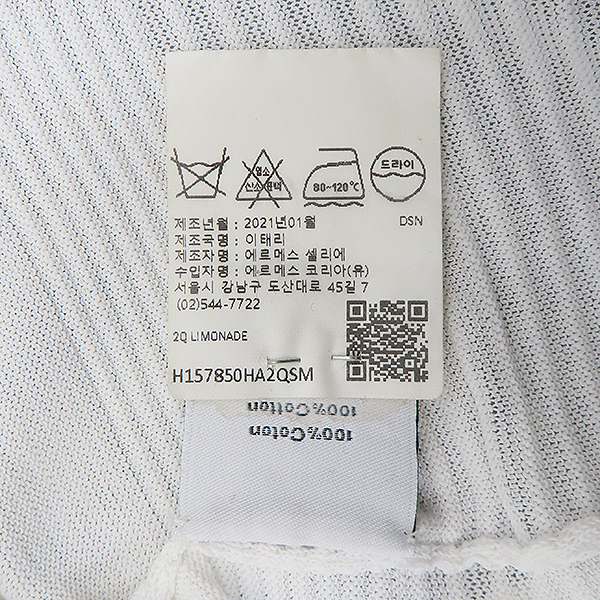 염소
산소표백
80~120℃
드라이
제조년월 : 2021년01월 DSN
제조국명 : 이태리
제조자명 : 에르메스 셀리에
수입자명 : 에르메스 코리아(유)
서울시 강남구 도산대로 45길 7
(02)544-7722
2Q LIMONADE
H157850HA2QSM
100%Cotton
100%Coton